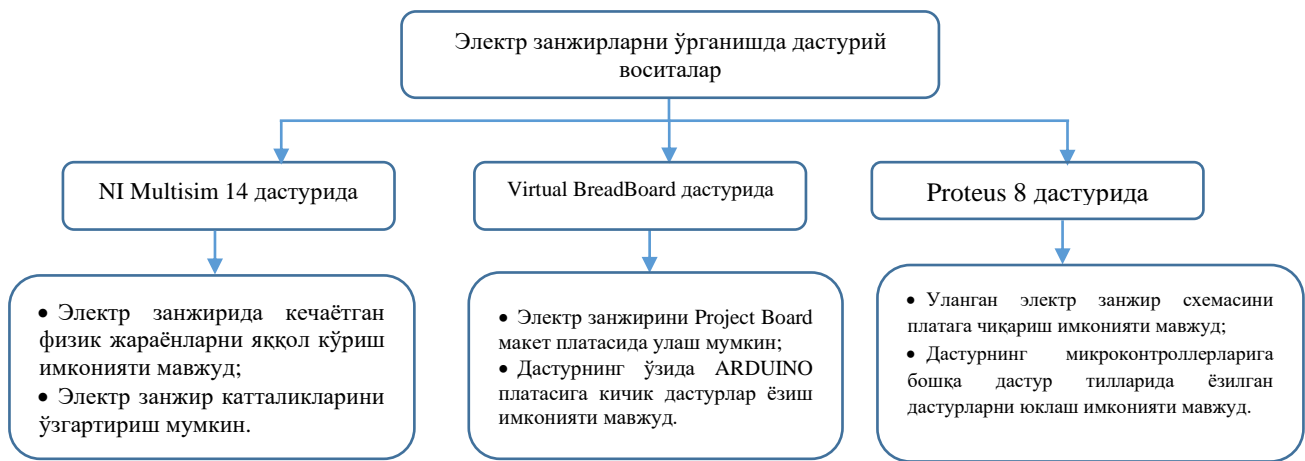 Электр занжирларни ўрганишда дастурий
воситалар
NI Multisim 14 дастурида
Virtual BreadBoard дастурида
Proteus 8 дастурида
• Электр занжирида кечаётган
физик жараёнларни яққол кўриш
имконияти мавжуд;
• Электр занжир катталикларини
ўзгартириш мумкин.
• Электр занжирини Project Board
макет платасида улаш мумкин;
• Дастурнинг ўзида ARDUINO
платасига кичик дастурлар ёзиш
имконияти мавжуд.
• Уланган электр занжир схемасини
платага чиқариш имконияти мавжуд;
• Дастурнинг микроконтроллерларига
бошқа дастур тилларида ёзилган
дастурларни юклаш имконияти мавжуд.